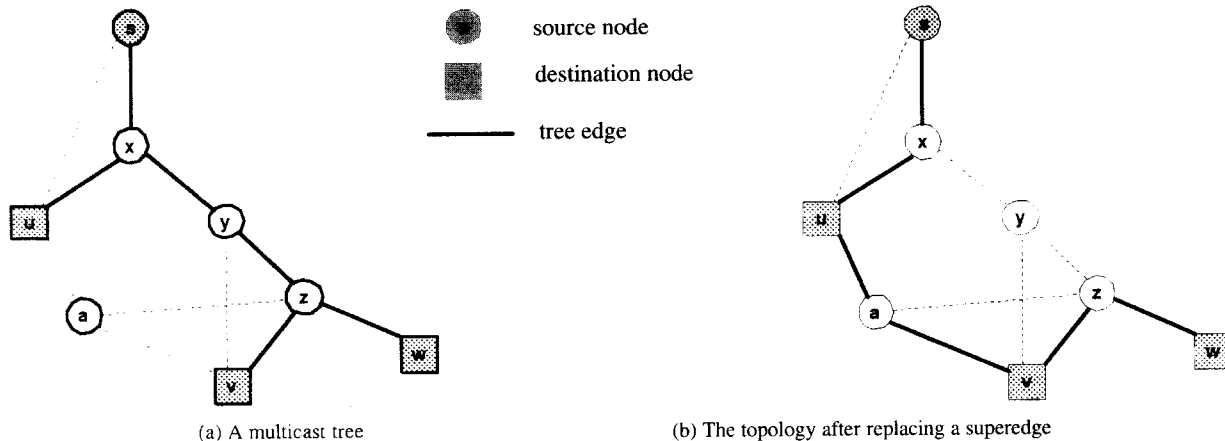 s
source node
destination node
tree edge
x
u
y
a
z
w
v
(a) A multicast tree
s
x
u
y
a
z
w
v
(b) The topology after replacing a superedge